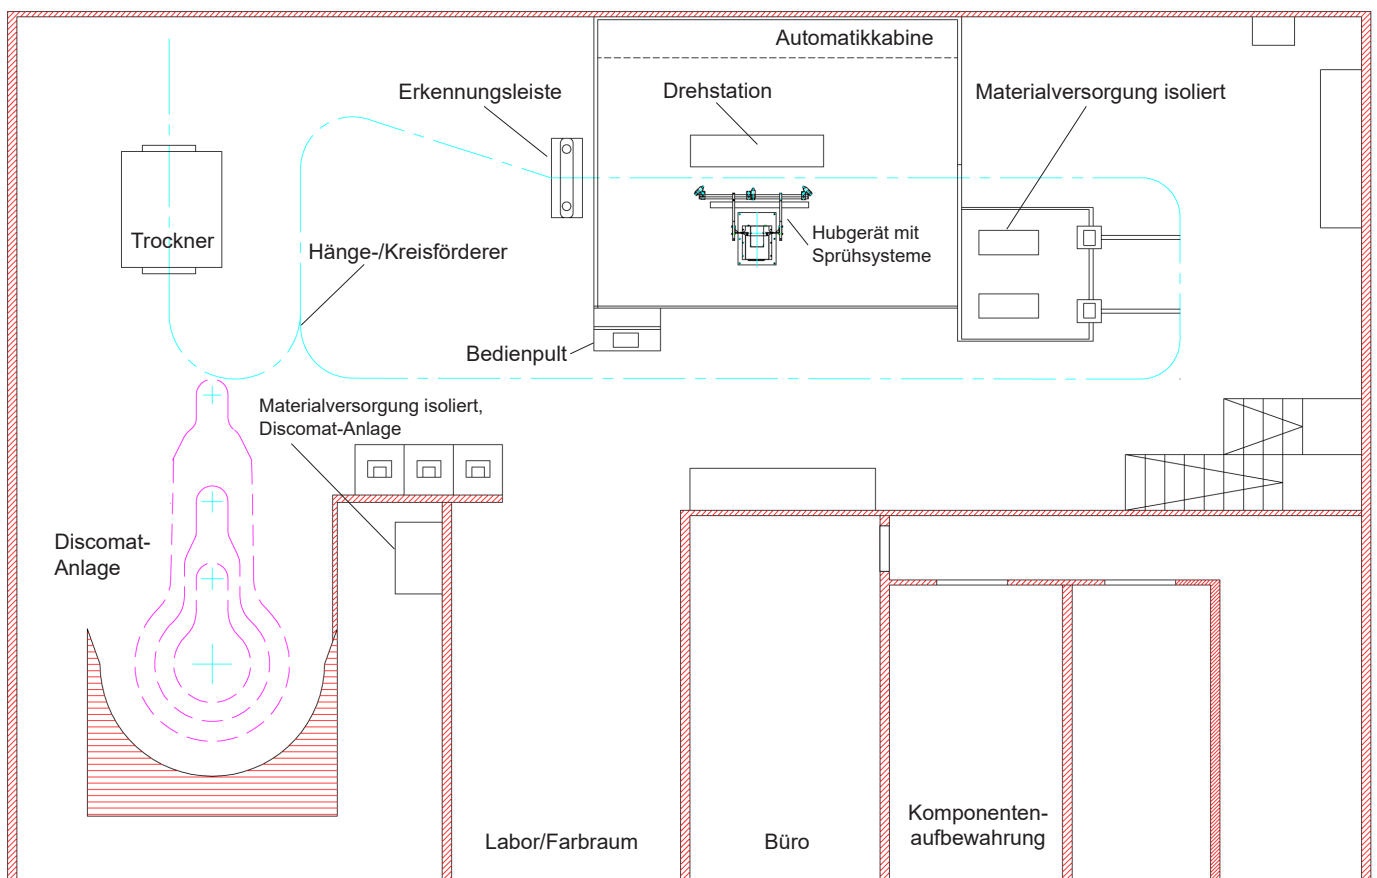 Automatikkabine
Erkennungsleiste
Drehstation
Materialversorgung isoliert
Trockner
Hänge-/Kreisförderer
Hubgerät mit
Sprühsysteme
Bedienpult
Materialversorgung isoliert,
Discomat-Anlage
Discomat-
Anlage
Labor/Farbraum
Büro
Komponenten-
aufbewahrung